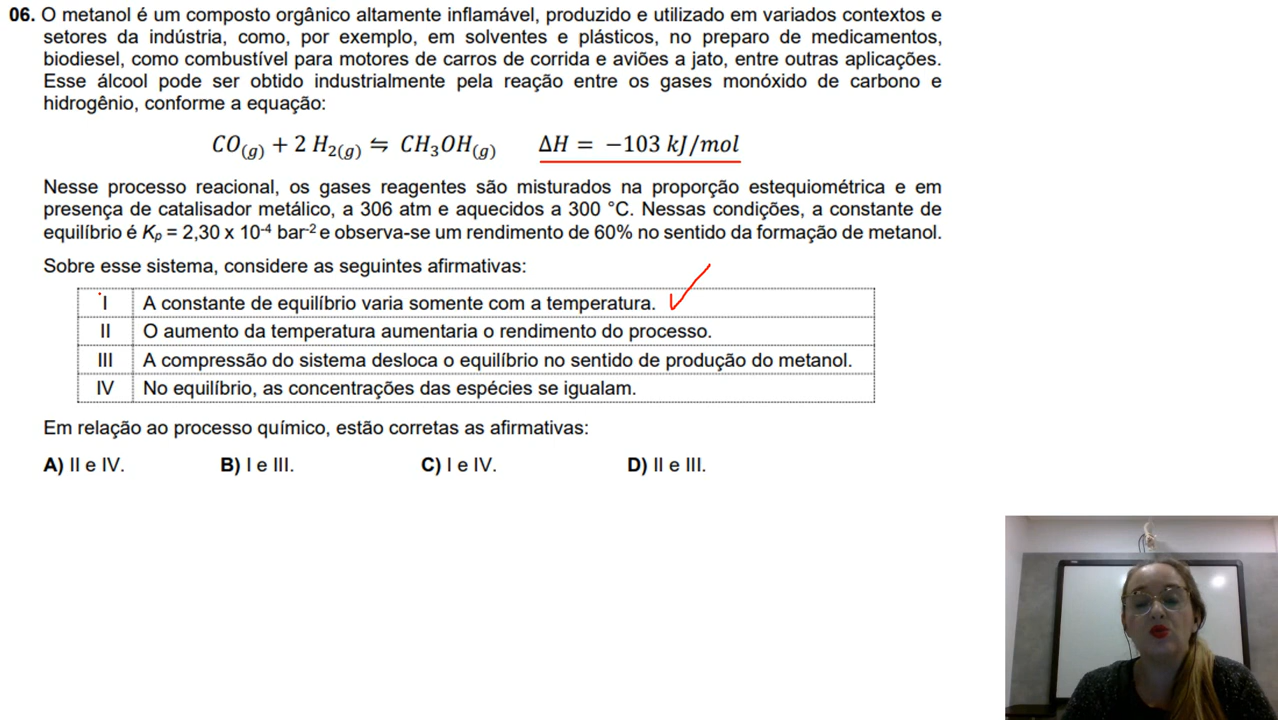 06. O metanol é um composto orgânico altamente inflamável, produzido e utilizado em variados contextos e
setores da indústria, como, por exemplo, em solventes e plásticos, no preparo de medicamentos,
biodiesel, como combustível para motores de carros de corrida e aviões a jato, entre outras aplicações.
Esse álcool pode ser obtido industrialmente pela reação entre os gases monóxido de carbono e
hidrogênio, conforme a equação:
CO(g) + 2 H2(g) ⇋ CH3OH(g) ΔH = −103 kJ/mol
Nesse processo reacional, os gases reagentes são misturados na proporção estequiométrica e em
presença de catalisador metálico, a 306 atm e aquecidos a 300 °C. Nessas condições, a constante de
equilíbrio é Kp = 2,30 x 10-4 bar-2 e observa-se um rendimento de 60% no sentido da formação de metanol.
Sobre esse sistema, considere as seguintes afirmativas:
I A constante de equilíbrio varia somente com a temperatura.
II O aumento da temperatura aumentaria o rendimento do processo.
III A compressão do sistema desloca o equilíbrio no sentido de produção do metanol.
IV No equilíbrio, as concentrações das espécies se igualam.
Em relação ao processo químico, estão corretas as afirmativas:
A) II e IV. B) I e III. C) I e IV. D) II e III.